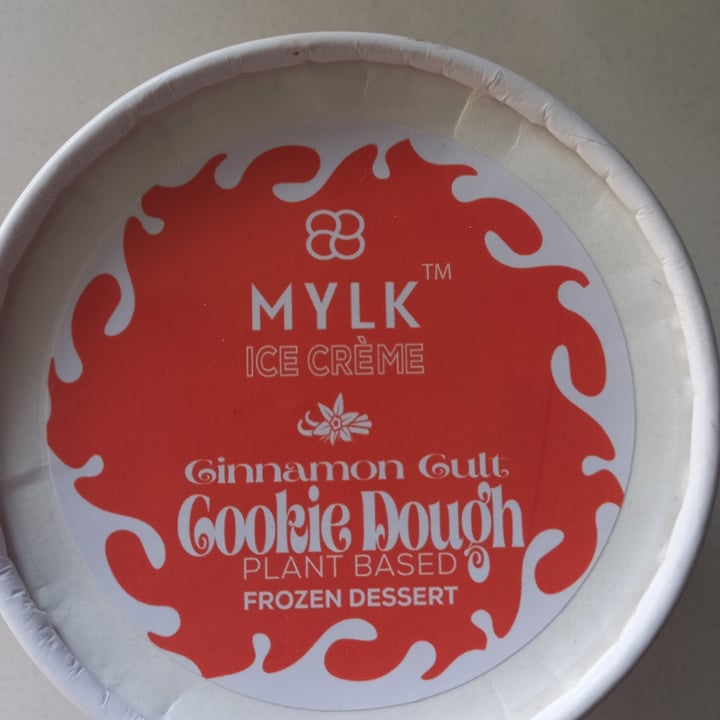 MYLK™
ICE CRÈME
Cinnamon Cult
Cookie Dough
PLANT BASED
FROZEN DESSERT